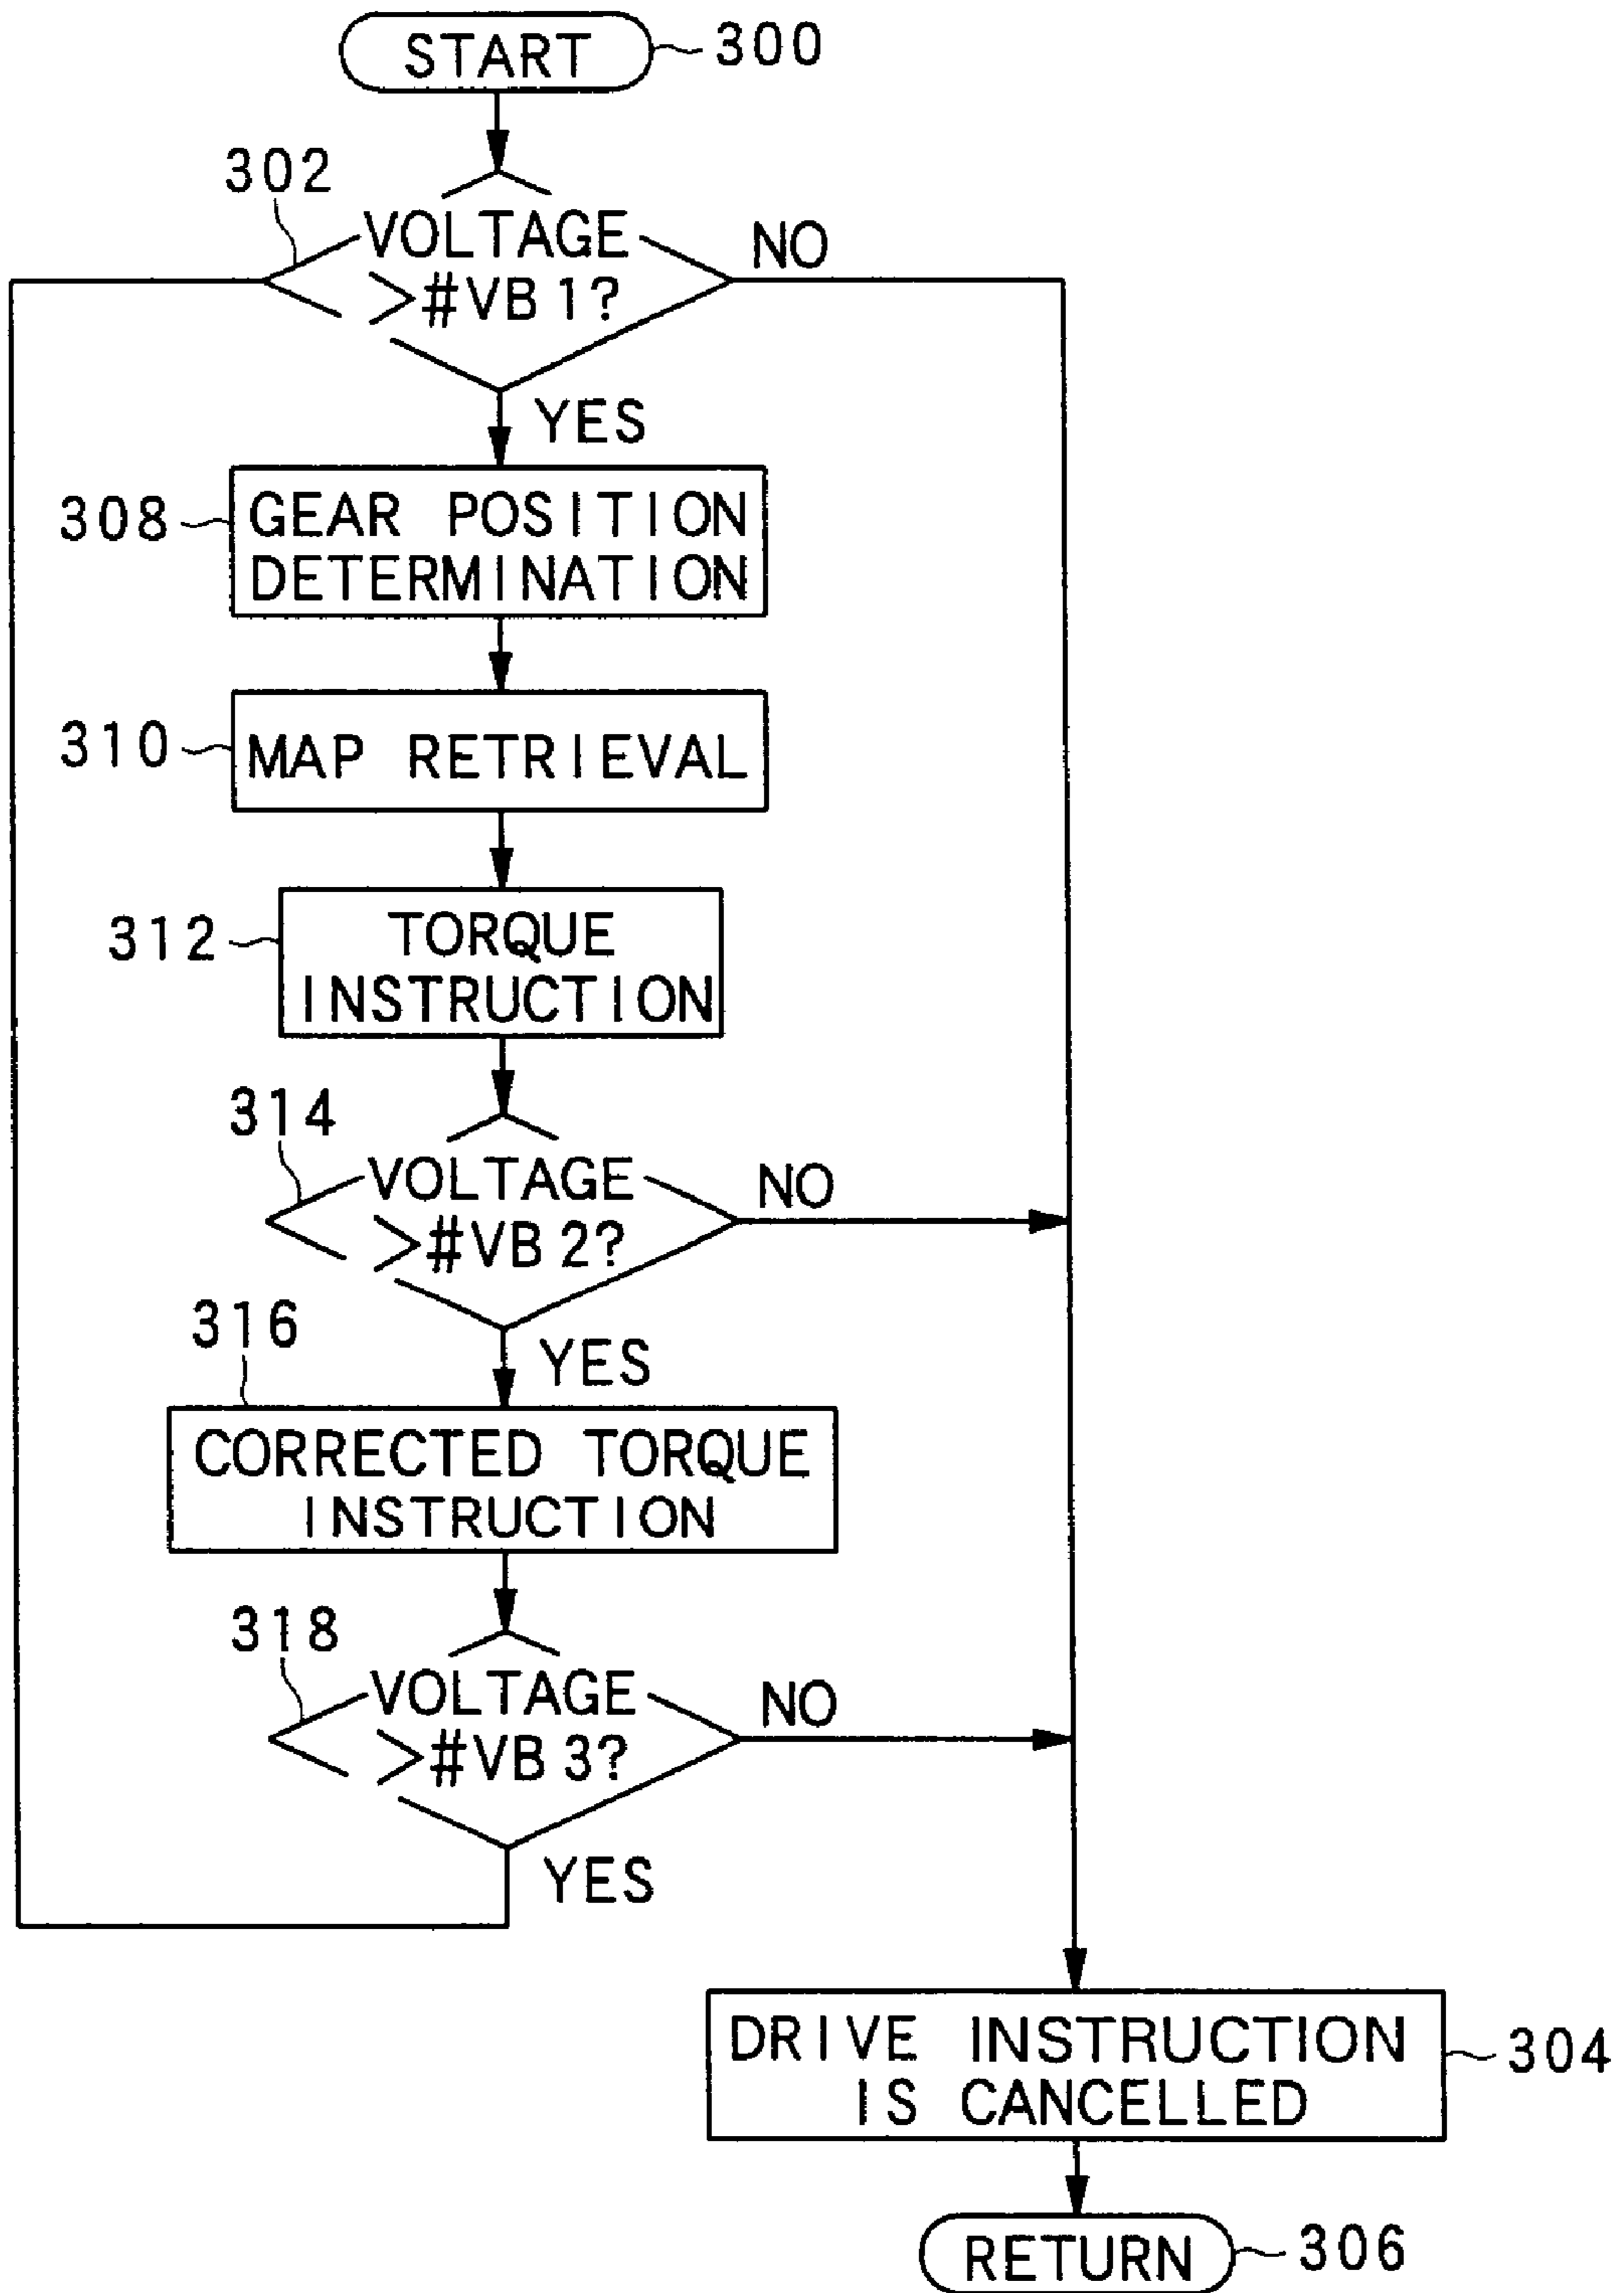 START
300
302
VOLTAGE
>#VB1?
NO
YES
308
GEAR POSITION
DETERMINATION
310
MAP RETRIEVAL
312
TORQUE
INSTRUCTION
314
VOLTAGE
>#VB2?
NO
YES
316
CORRECTED TORQUE
INSTRUCTION
318
VOLTAGE
>#VB3?
NO
YES
DRIVE INSTRUCTION
IS CANCELLED
304
RETURN
306